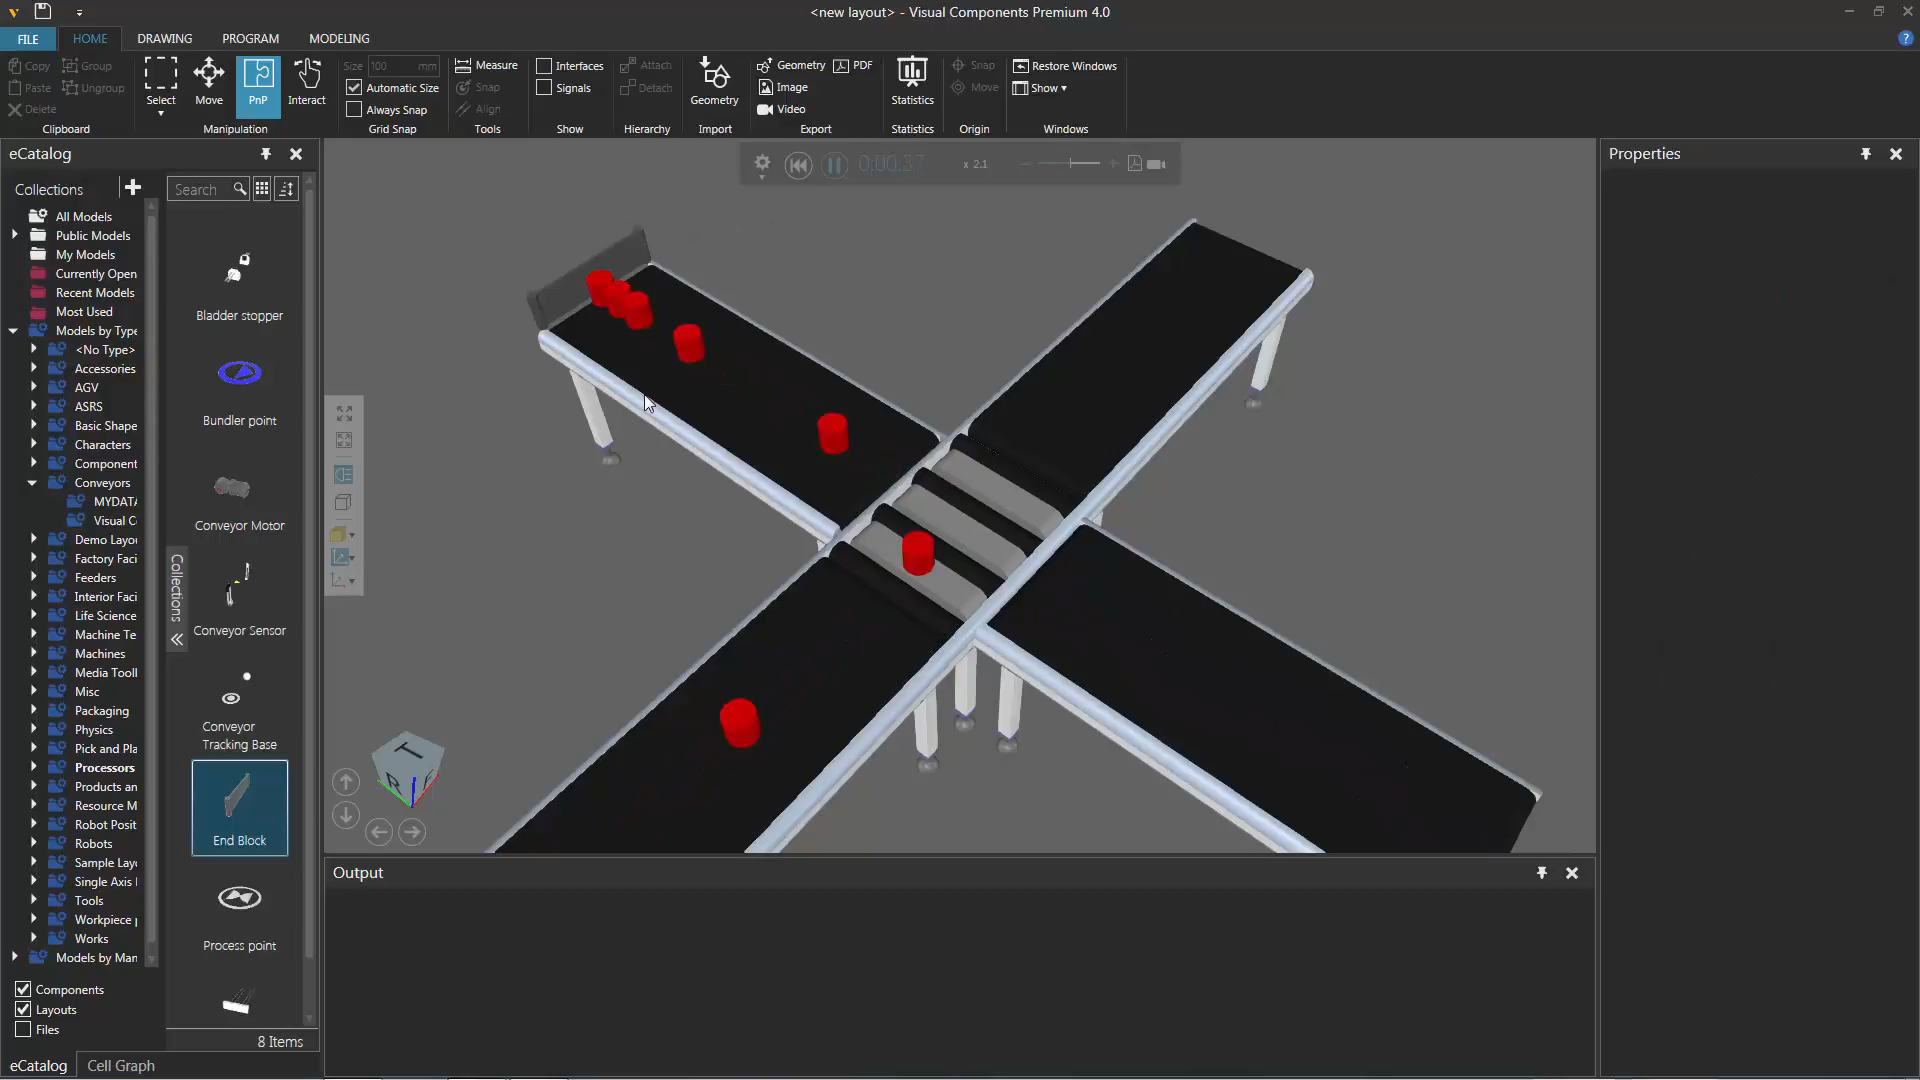 <new layout> - Visual Components Premium 4.0
FILE
HOME
DRAWING
PROGRAM
MODELING
?
Copy
Group
Paste
Ungroup
Delete
Clipboard
Select
Move
PnP
Interact
Manipulation
Size
100
mm
Automatic Size
Always Snap
Grid Snap
Measure
Snap
Align
Tools
Interfaces
Signals
Show
Attach
Detach
Hierarchy
Geometry
Import
Geometry
PDF
Image
Video
Export
Statistics
Statistics
Snap
Move
Origin
Restore Windows
Show
Windows
eCatalog
Collections
Search
All Models
Public Models
My Models
Currently Open
Recent Models
Most Used
Models by Type
<No Type>
Accessories
AGV
ASRS
Basic Shape
Characters
Component
Conveyors
MYDATA
Visual C
Demo Layou
Factory Faci
Feeders
Interior Faci
Life Science
Machine Te
Machines
Media Tooll
Misc
Packaging
Physics
Pick and Pla
Processors
Products an
Resource M
Robot Posit
Robots
Sample Layo
Single Axis
Tools
Workpiece
Works
Models by Man
Components
Layouts
Files
eCatalog
Cell Graph
Collections
Bladder stopper
Bundler point
Conveyor Motor
Conveyor Sensor
Conveyor
Tracking Base
End Block
Process point
8 Items
0:00:37
x 2.1
T
R
F
Output
Properties